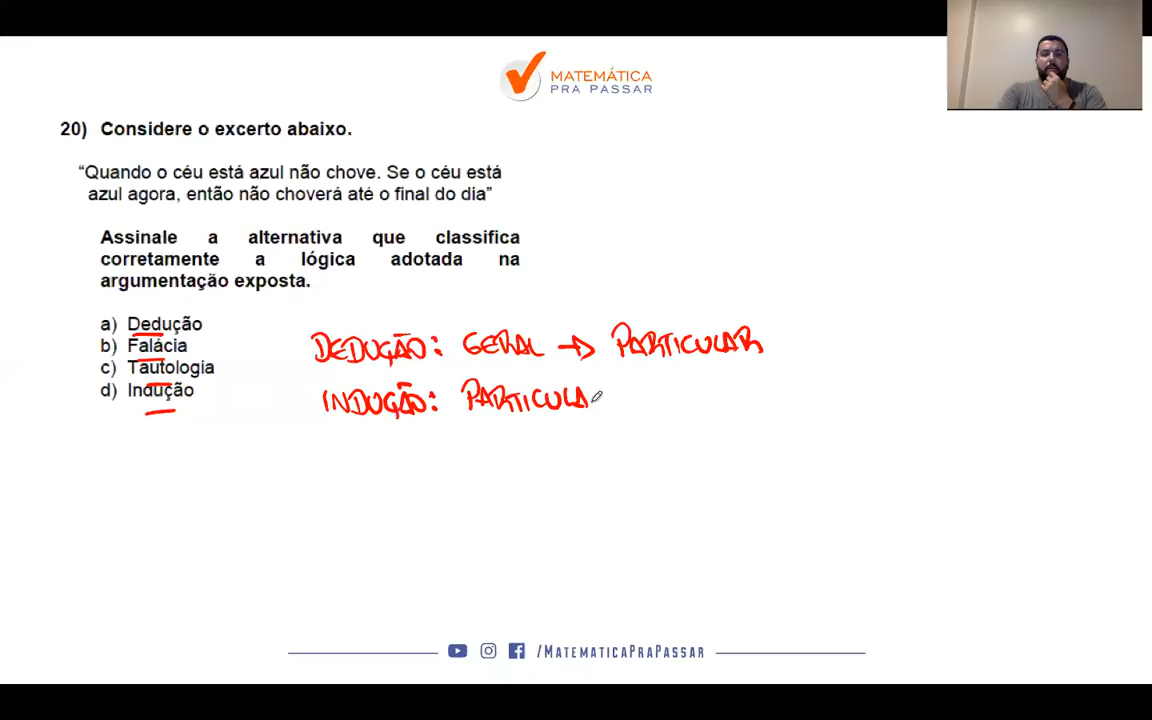 MATEMÁTICA
PRA PASSAR
20) Considere o excerto abaixo.
“Quando o céu está azul não chove. Se o céu está
azul agora, então não choverá até o final do dia”
Assinale a alternativa que classifica
corretamente a lógica adotada na
argumentação exposta.
a) Dedução
b) Falácia
c) Tautologia
d) Indução
DEDUÇÃO: GERAL → PARTICULAR
INDUÇÃO: PARTICULA
/MATEMATICAPRAPASSAR